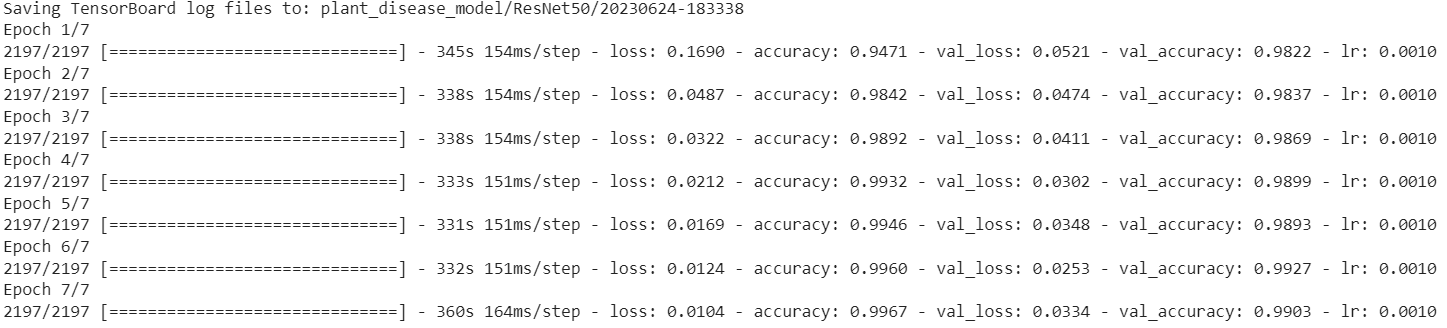 Saving TensorBoard log files to: plant_disease_model/ResNet50/20230624-183338
Epoch 1/7
2197/2197 [==============================] - 345s 154ms/step - loss: 0.1690 - accuracy: 0.9471 - val_loss: 0.0521 - val_accuracy: 0.9822 - lr: 0.0010
Epoch 2/7
2197/2197 [==============================] - 338s 154ms/step - loss: 0.0487 - accuracy: 0.9842 - val_loss: 0.0474 - val_accuracy: 0.9837 - lr: 0.0010
Epoch 3/7
2197/2197 [==============================] - 338s 154ms/step - loss: 0.0322 - accuracy: 0.9892 - val_loss: 0.0411 - val_accuracy: 0.9869 - lr: 0.0010
Epoch 4/7
2197/2197 [==============================] - 333s 151ms/step - loss: 0.0212 - accuracy: 0.9932 - val_loss: 0.0302 - val_accuracy: 0.9899 - lr: 0.0010
Epoch 5/7
2197/2197 [==============================] - 331s 151ms/step - loss: 0.0169 - accuracy: 0.9946 - val_loss: 0.0348 - val_accuracy: 0.9893 - lr: 0.0010
Epoch 6/7
2197/2197 [==============================] - 332s 151ms/step - loss: 0.0124 - accuracy: 0.9960 - val_loss: 0.0253 - val_accuracy: 0.9927 - lr: 0.0010
Epoch 7/7
2197/2197 [==============================] - 360s 164ms/step - loss: 0.0104 - accuracy: 0.9967 - val_loss: 0.0334 - val_accuracy: 0.9903 - lr: 0.0010